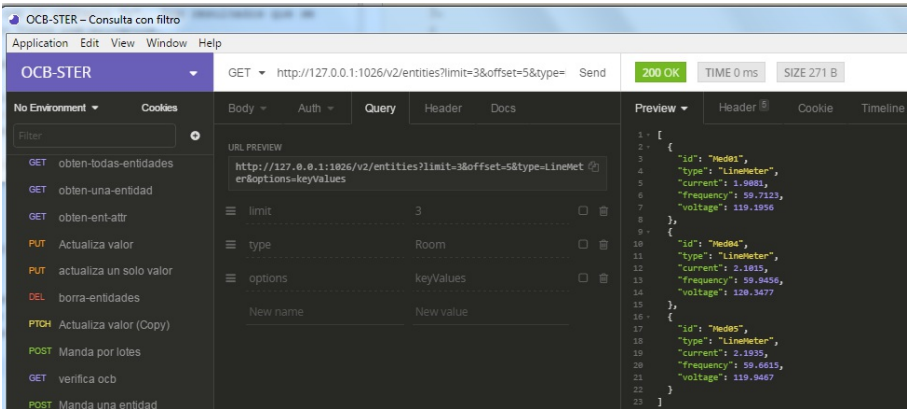 OCB-STER – Consulta con filtro
Application Edit View Window Help
OCB-STER
GET http://127.0.0.1:1026/v2/entities?limit=3&offset=5&type= Send
200 OK TIME 0 ms SIZE 271 B
No Environment Cookies
Body Auth Query Header Docs
Preview Header 5 Cookie Timeline
Filter
GET obten-todas-entidades
GET obten-una-entidad
GET obten-ent-attr
PUT Actualiza valor
PUT actualiza un solo valor
DEL borra-entidades
PTCH Actualiza valor (Copy)
POST Manda por lotes
GET verifica ocb
POST Manda una entidad
URL PREVIEW
http://127.0.0.1:1026/v2/entities?limit=3&offset=5&type=LineMet
er&options=keyValues
limit 3
type Room
options keyValues
New name New value
1 [
2 {
3 "id": "Med01",
4 "type": "LineMeter",
5 "current": 1.9081,
6 "frequency": 59.7123,
7 "voltage": 119.1956
8 },
9 {
10 "id": "Med04",
11 "type": "LineMeter",
12 "current": 2.1015,
13 "frequency": 59.9456,
14 "voltage": 120.3477
15 },
16 {
17 "id": "Med05",
18 "type": "LineMeter",
19 "current": 2.1935,
20 "frequency": 59.6615,
21 "voltage": 119.9467
22 }
23 ]